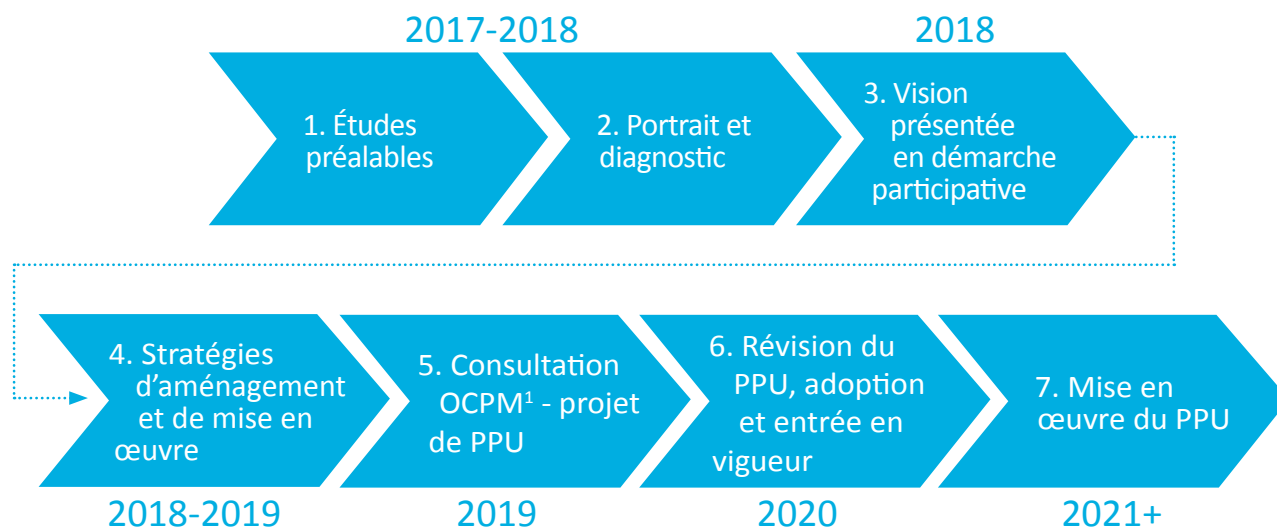 2017-2018
2018
1. Études
préalables
2. Portrait et
diagnostic
3. Vision
présentée
en démarche
participative
4. Stratégies
d'aménagement
et de mise en
œuvre
5. Consultation
OCPM¹ - projet
de PPU
6. Révision du
PPU, adoption
et entrée en
vigueur
7. Mise en
œuvre du PPU
2018-2019
2019
2020
2021+